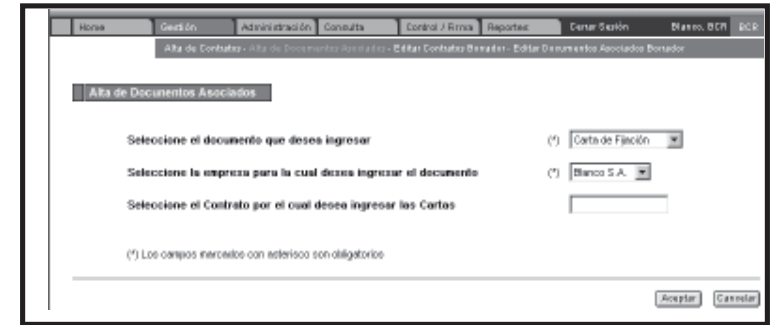 Home Gestión Administración Consulta Control / Firma Reportes Cerrar Sesión Blanco, BCR BCR
Alta de Contratos - Alta de Documentos Asociados - Editar Contratos Borrador - Editar Documentos Asociados Borrador
Alta de Documentos Asociados
Seleccione el documento que desea ingresar (*) Carta de Fijación
Seleccione la empresa para la cual desea ingresar el documento (*) Blanco S.A.
Seleccione el Contrato por el cual desea ingresar las Cartas
(*) Los campos marcados con asterisco son obligatorios
Aceptar Cancelar